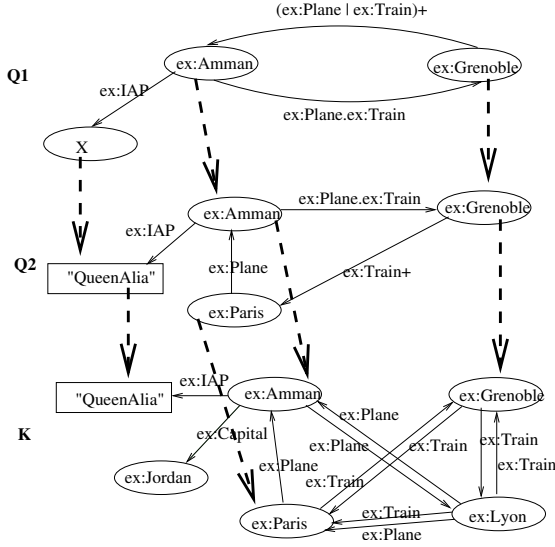 (ex:Plane | ex:Train)+
Q1
ex:Amman
ex:Grenoble
ex:IAP
ex:Plane.ex:Train
X
ex:Amman
ex:Plane.ex:Train
ex:Grenoble
ex:IAP
Q2
"QueenAlia"
ex:Plane
ex:Train+
ex:Paris
"QueenAlia"
ex:IAP
ex:Amman
ex:Grenoble
ex:Plane
K
ex:Capital
ex:Plane
ex:Train
ex:Train
ex:Jordan
ex:Plane
ex:Train
ex:Train
ex:Paris
ex:Train
ex:Lyon
ex:Plane